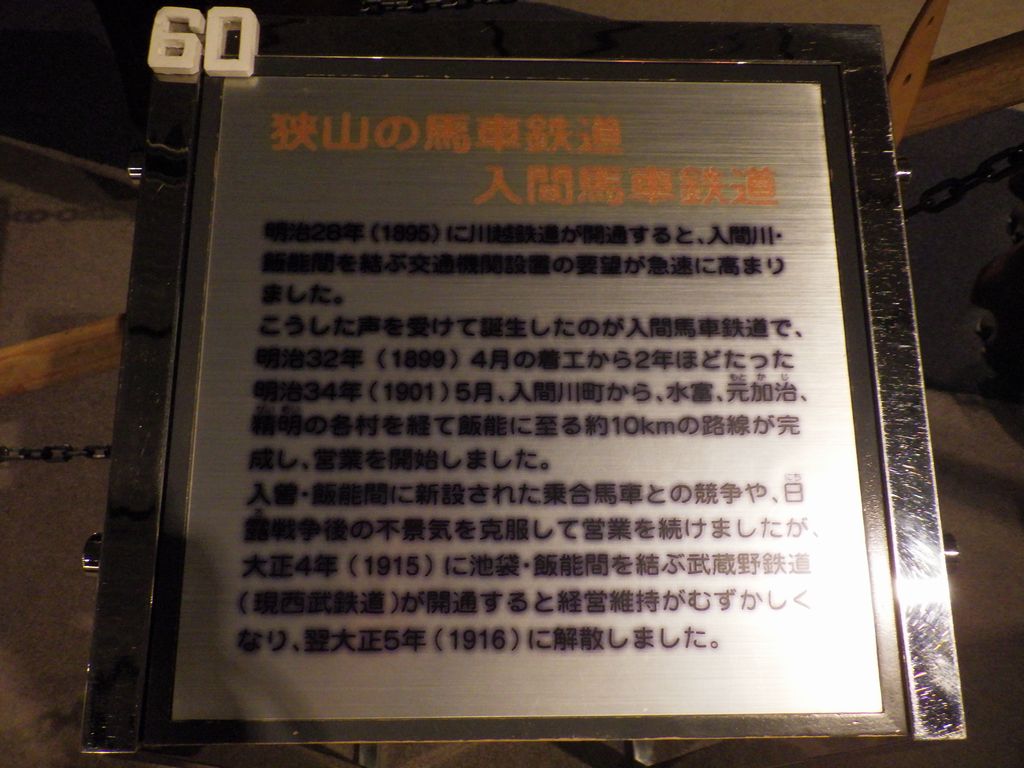 60
狭山の馬車鉄道
入間馬車鉄道
明治28年(1895)に川越鉄道が開通すると、入間川・
飯能間を結ぶ交通機関設置の要望が急速に高まり
ました。
こうした声を受けて誕生したのが入間馬車鉄道で、
明治32年(1899)4月の着工から2年ほどたった
明治34年(1901)5月、入間川町から、水富、元加治、
精明の各村を経て飯能に至る約10kmの路線が完
成し、営業を開始しました。
入曽・飯能間に新設された乗合馬車との競争や、日
露戦争後の不景気を克服して営業を続けましたが、
大正4年(1915)に池袋・飯能間を結ぶ武蔵野鉄道
(現西武鉄道)が開通すると経営維持がむずかしく
なり、翌大正5年(1916)に解散しました。